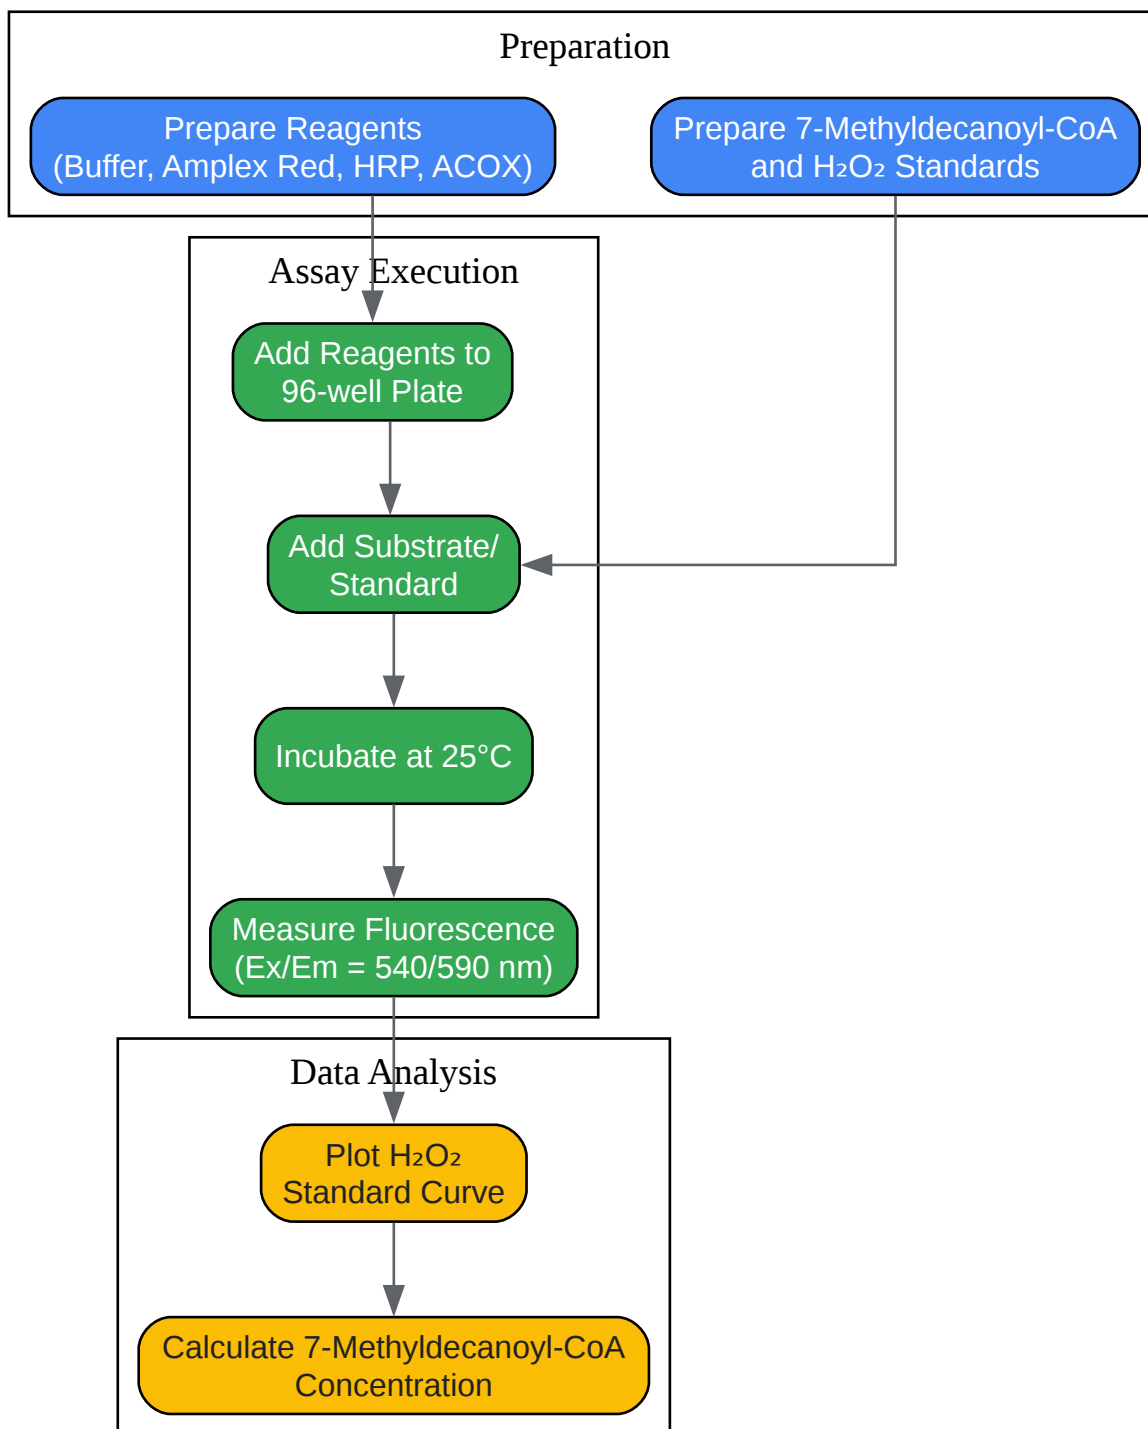 Preparation
Prepare Reagents
(Buffer, Amplex Red, HRP, ACOX)
Prepare 7-Methyldecanoyl-CoA
and H₂O₂ Standards
Assay Execution
Add Reagents to
96-well Plate
Add Substrate/
Standard
Incubate at 25°C
Measure Fluorescence
(Ex/Em = 540/590 nm)
Data Analysis
Plot H₂O₂
Standard Curve
Calculate 7-Methyldecanoyl-CoA
Concentration